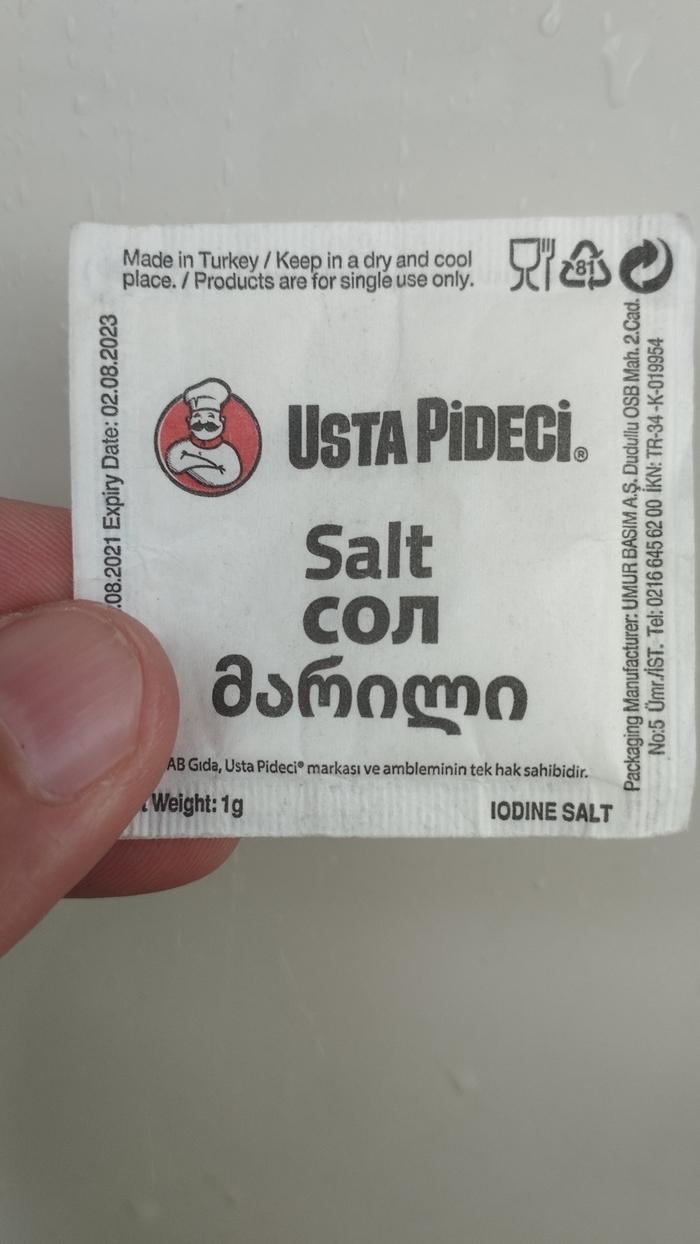 Made in Turkey / Keep in a dry and cool
place. / Products are for single use only.
81
.08.2021 Expiry Date: 02.08.2023
USTA PiDECi®
Salt
СОЛ
მარილი
AB Gıda, Usta Pideci® markası ve ambleminin tek hak sahibidir.
Weight: 1g
IODINE SALT
Packaging Manufacturer: UMUR BASIM A.Ş. Dudullu OSB Mah. 2.Cad.
No:5 Ümr./İST. Tel: 0216 645 62 00 İKN: TR-34 -K-019954